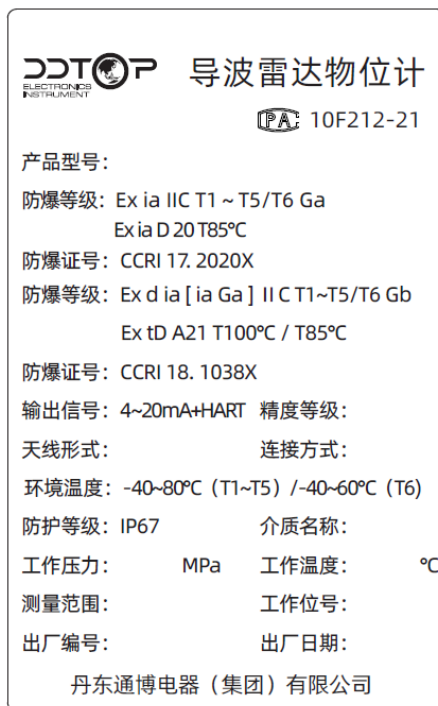 DDTOP 导波雷达物位计
ELECTRONICS
INSTRUMENT
CPA 10F212-21
产品型号：
防爆等级：Ex ia IIC T1 ~ T5/T6 Ga
Ex ia D 20 T85℃
防爆证号：CCRI 17. 2020X
防爆等级：Ex d ia [ ia Ga ] II C T1~T5/T6 Gb
Ex tD A21 T100℃ / T85℃
防爆证号：CCRI 18. 1038X
输出信号：4~20mA+HART 精度等级：
天线形式： 连接方式：
环境温度：-40~80℃（T1~T5）/-40~60℃（T6)
防护等级：IP67 介质名称：
工作压力： MPa 工作温度： ℃
测量范围： 工作位号：
出厂编号： 出厂日期：
丹东通博电器（集团）有限公司